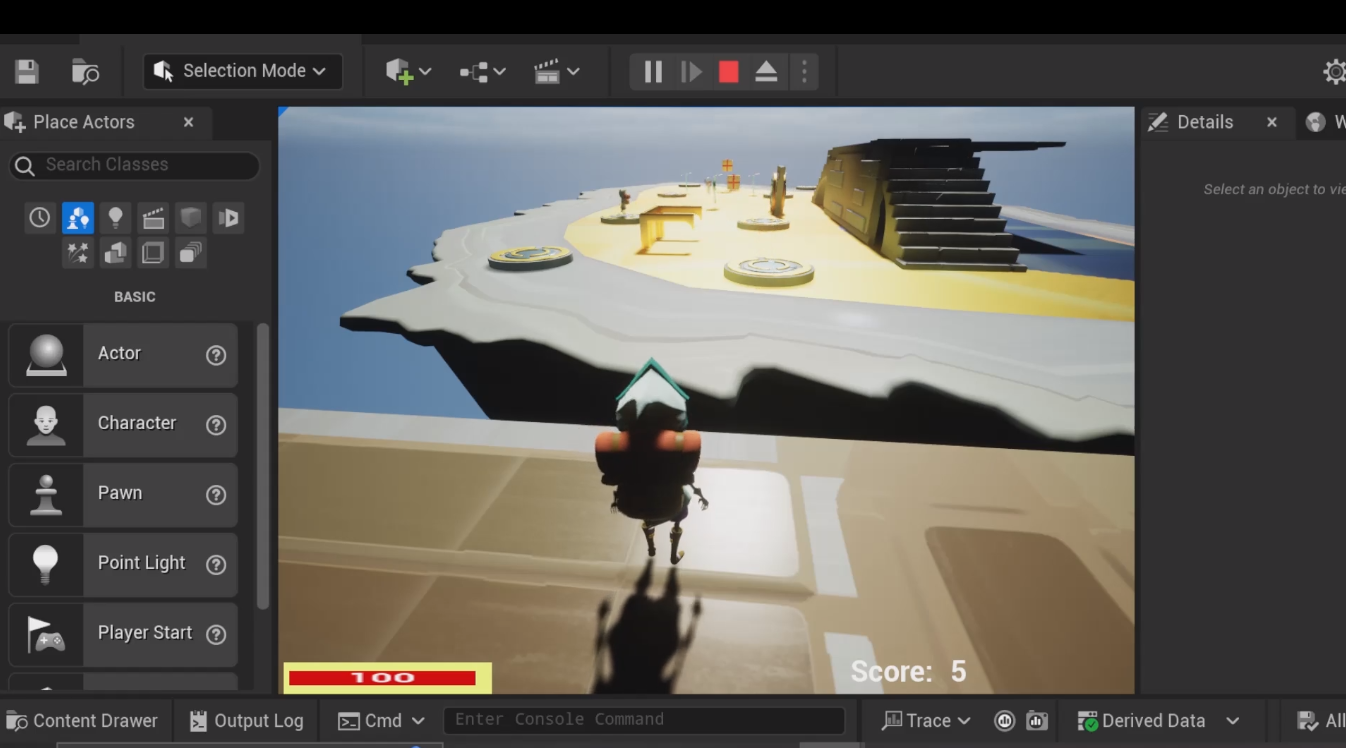 Selection Mode
Place Actors
Details
W
Search Classes
Select an object to vie
BASIC
Actor
Character
Pawn
Point Light
Player Start
100
Score: 5
Content Drawer
Output Log
Cmd
Enter Console Command
Trace
Derived Data
All